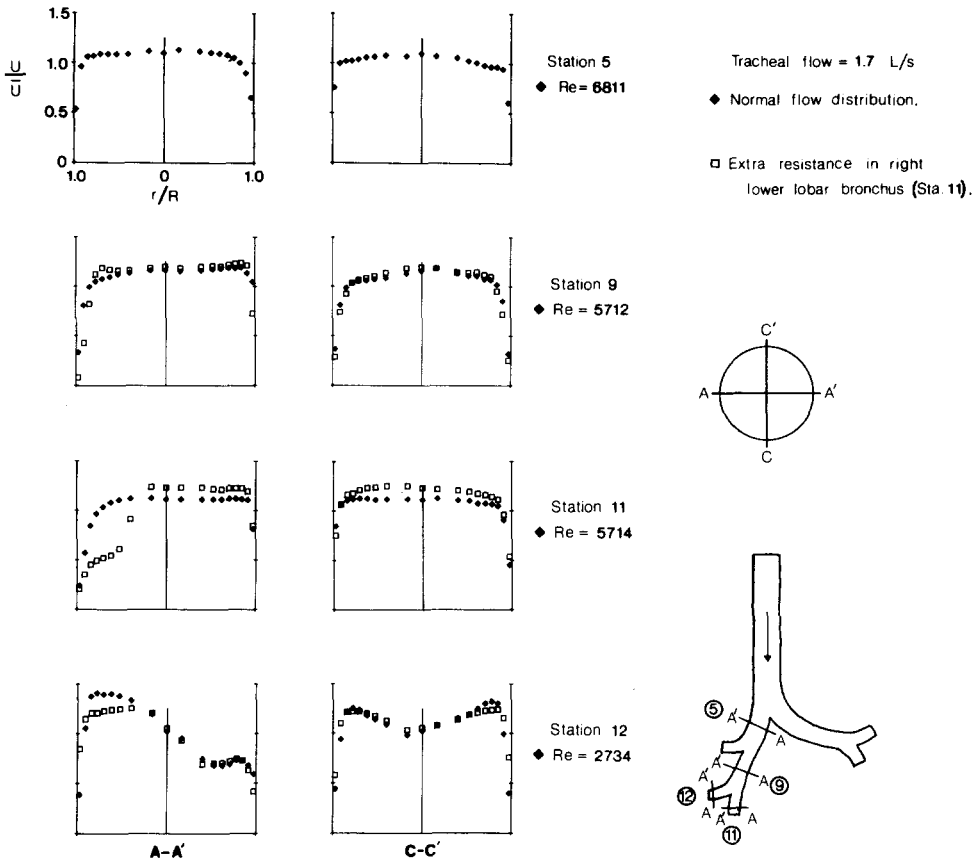 1.5
1.0
0.5
0
u/ū
1.0 0 1.0
r/R
Station 5
◆ Re = 6811
Tracheal flow = 1.7 L/s
◆ Normal flow distribution.
□ Extra resistance in right
lower lobar bronchus (Sta. 11).
Station 9
◆ Re = 5712
C′
A A′
C
Station 11
◆ Re = 5714
Station 12
◆ Re = 2734
⑤ A′ A
A′ A ⑨
⑫ A′ A
A′ A
⑪
A-A′ C-C′